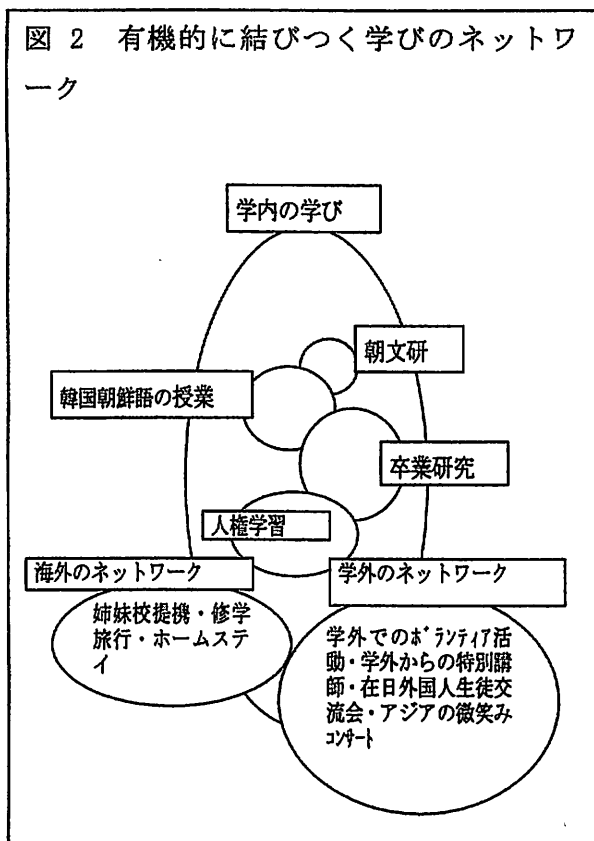 図 2 有機的に結びつく学びのネットワ
ーク
学内の学び
朝文研
韓国朝鮮語の授業
卒業研究
人権学習
海外のネットワーク
学外のネットワーク
姉妹校提携・修学
旅行・ホームステ
イ
学外でのﾎﾞﾗﾝﾃｨｱ活
動・学外からの特別講
師・在日外国人生徒交
流会・アジアの微笑み
ｺﾝｻｰﾄ